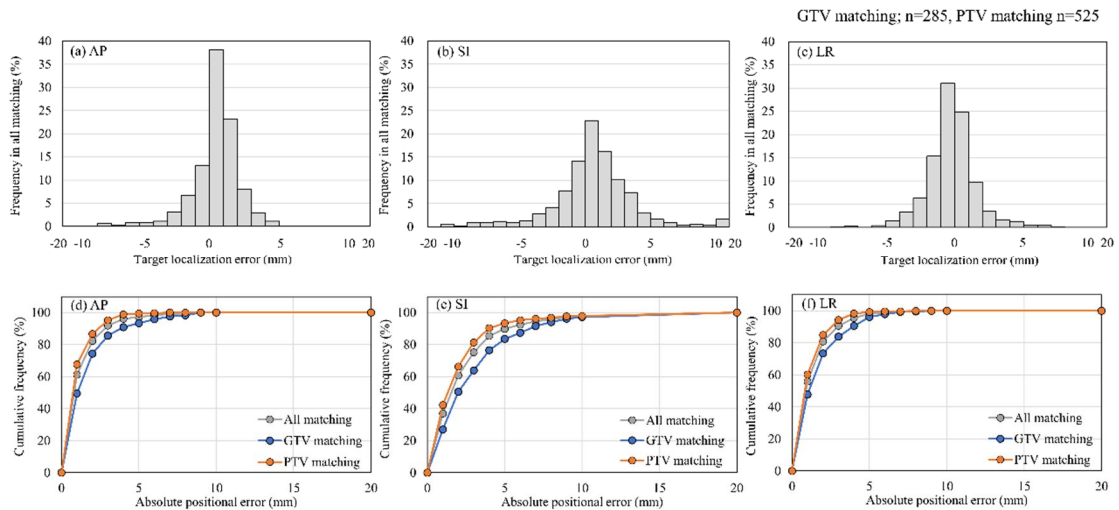 GTV matching; n=285, PTV matching n=525
(a) AP
Frequency in all matching (%)
40
35
30
25
20
15
10
5
0
-20 -10 -5 0 5 10 20
Target localization error (mm)
(b) SI
Frequency in all matching (%)
40
35
30
25
20
15
10
5
0
-20 -10 -5 0 5 10 20
Target localization error (mm)
(c) LR
Frequency in all matching (%)
40
35
30
25
20
15
10
5
0
-20 -10 -5 0 5 10 20
Target localization error (mm)
(d) AP
Cumulative frequency (%)
100
80
60
40
20
0
All matching
GTV matching
PTV matching
0 5 10 15 20
Absolute positional error (mm)
(e) SI
Cumulative frequency (%)
100
80
60
40
20
0
All matching
GTV matching
PTV matching
0 5 10 15 20
Absolute positional error (mm)
(f) LR
Cumulative frequency (%)
100
80
60
40
20
0
All matching
GTV matching
PTV matching
0 5 10 15 20
Absolute positional error (mm)